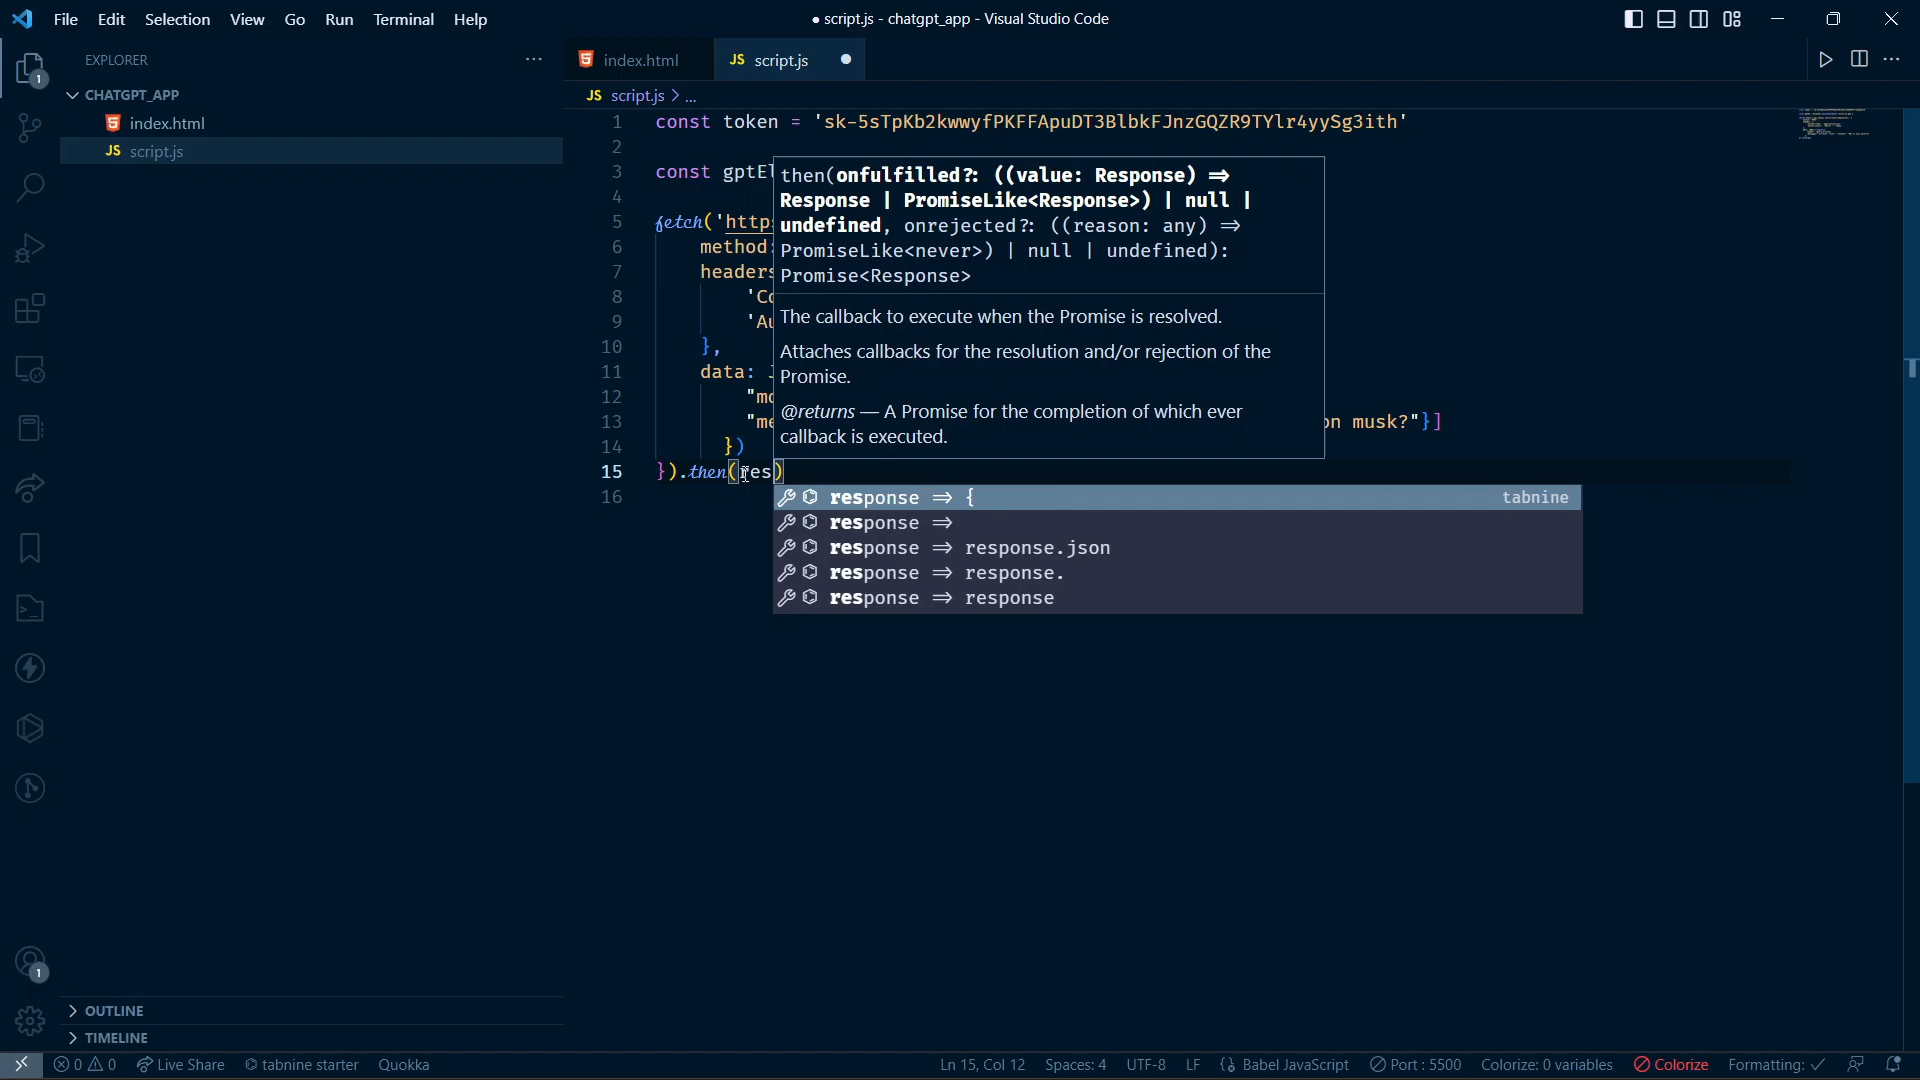 File Edit Selection View Go Run Terminal Help
● script.js - chatgpt_app - Visual Studio Code
EXPLORER
CHATGPT_APP
index.html
JS script.js
index.html
JS script.js
JS script.js > ...
1 const token = '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'
2
3 const gptEl
4
5 fetch('http
6 method:
7 headers
8 'Co
9 'Au
10 },
11 data: J
12 "mo
13 "me on musk?"}]
14 })
15 }).then(res)
16
then(onfulfilled?: ((value: Response) ⇒
Response | PromiseLike<Response>) | null |
undefined, onrejected?: ((reason: any) ⇒
PromiseLike<never>) | null | undefined):
Promise<Response>
The callback to execute when the Promise is resolved.
Attaches callbacks for the resolution and/or rejection of the
Promise.
@returns — A Promise for the completion of which ever
callback is executed.
response ⇒ { tabnine
response ⇒
response ⇒ response.json
response ⇒ response.
response ⇒ response
1
1
OUTLINE
TIMELINE
0 0 Live Share tabnine starter Quokka Ln 15, Col 12 Spaces: 4 UTF-8 LF {} Babel JavaScript Port : 5500 Colorize: 0 variables Colorize Formatting: ✓